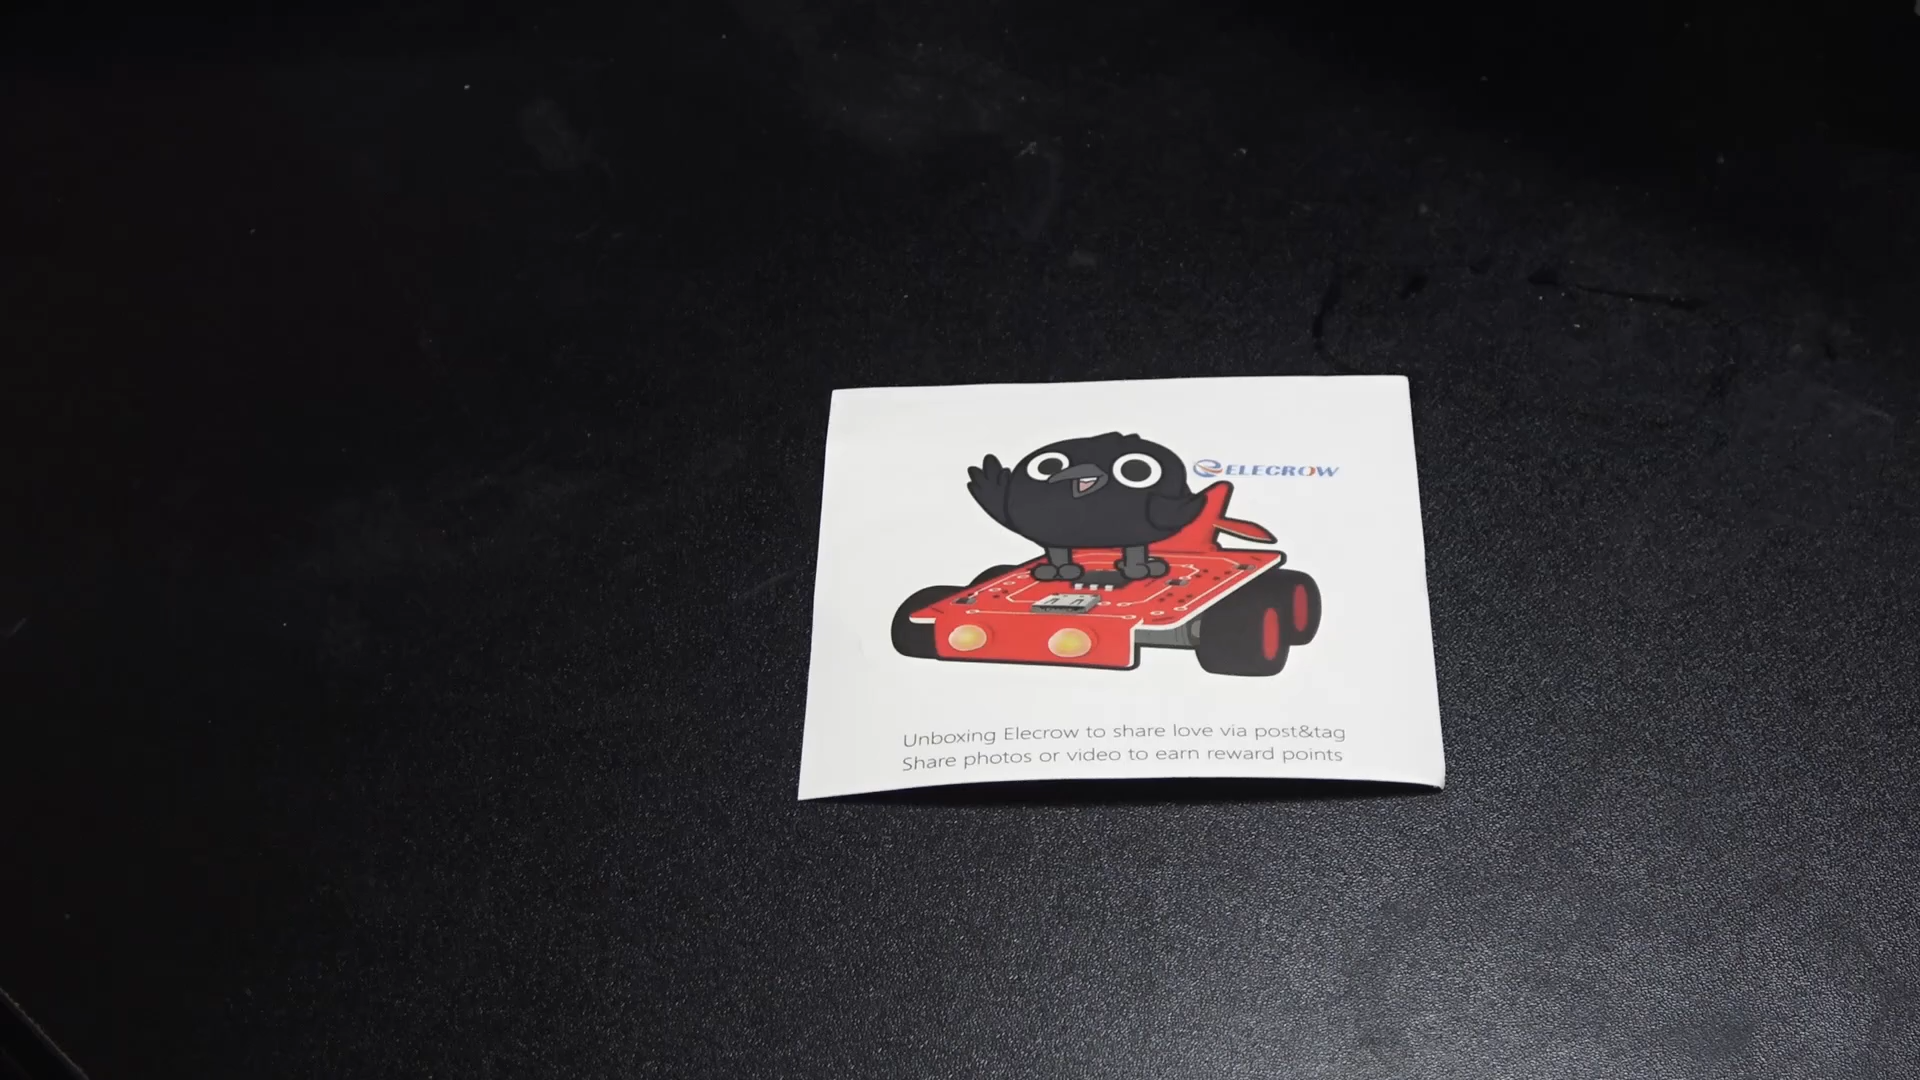 ELECROW
Unboxing Elecrow to share love via post&tag
Share photos or video to earn reward points